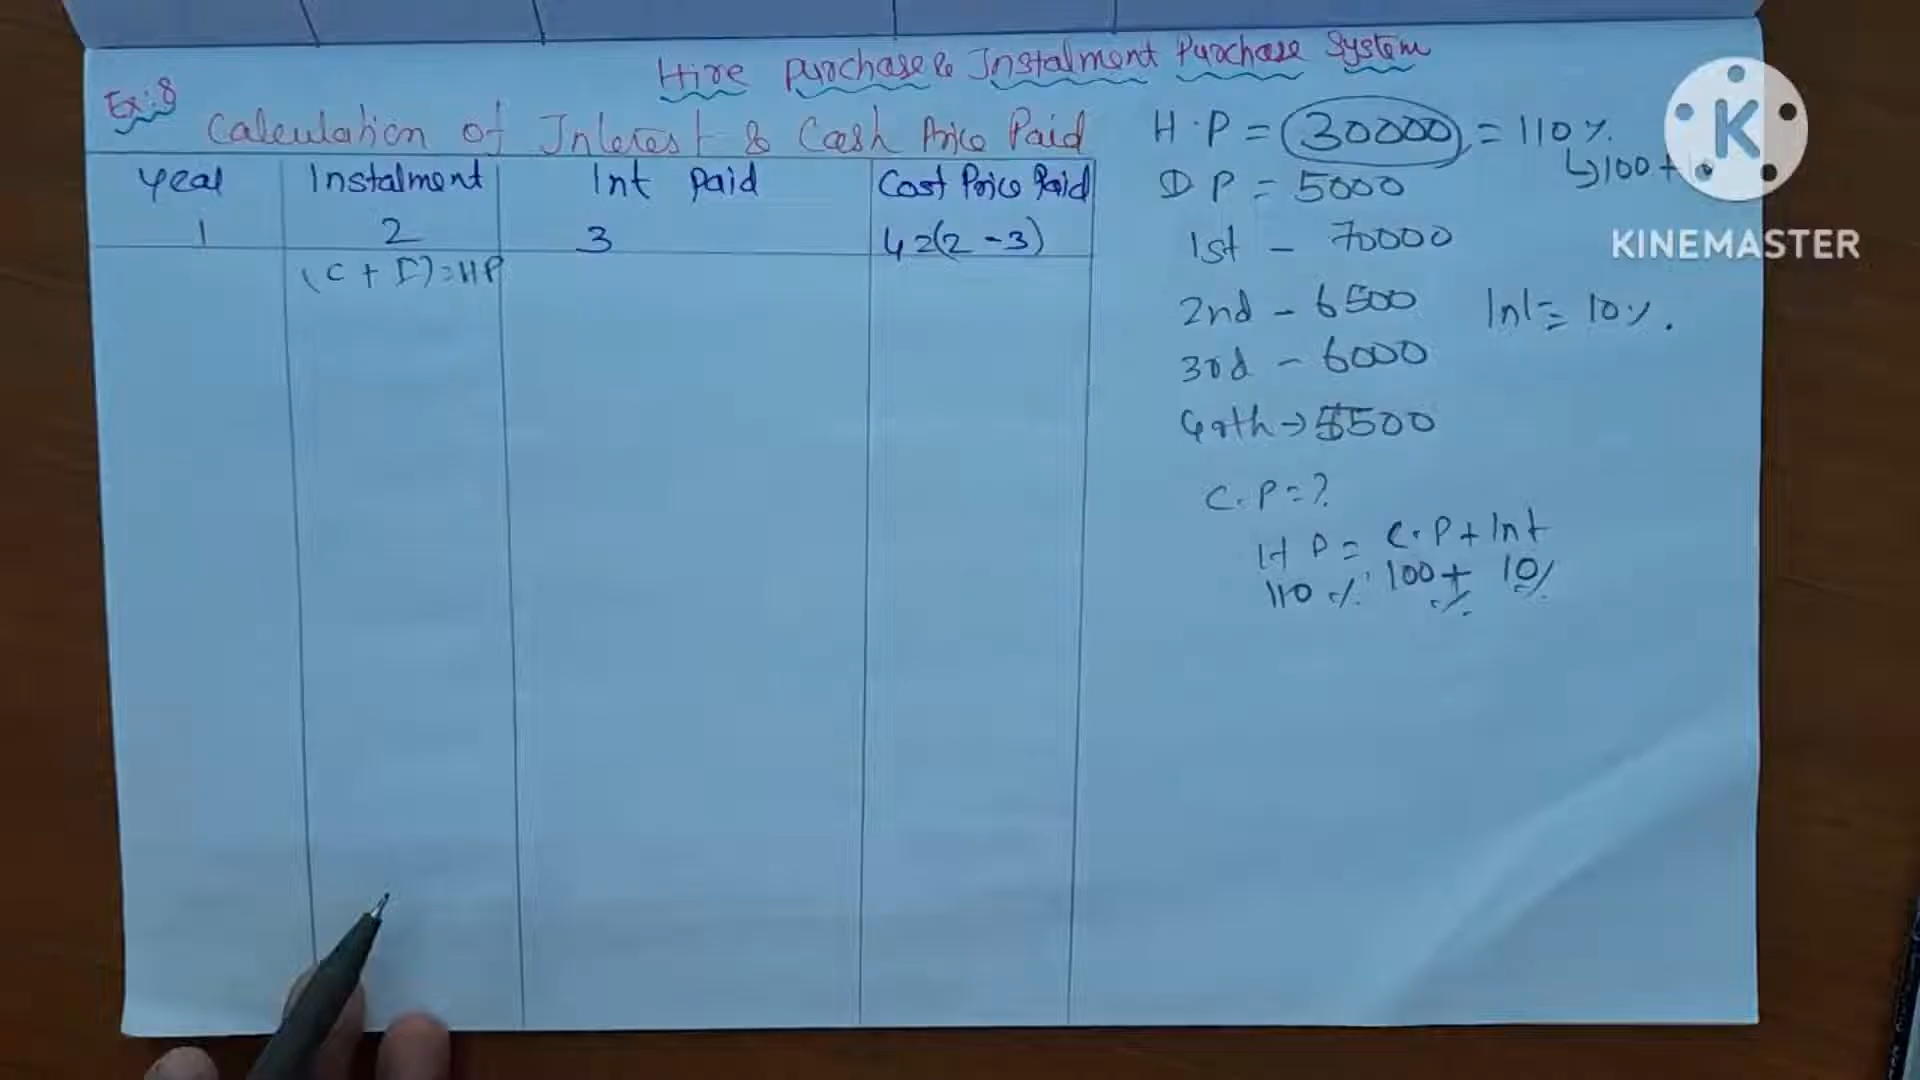 Hire Purchase & Instalment Purchase System
Ex:8
Calculation of Interest & Cash Price Paid
Year Instalment Int Paid Cost Price Paid
1 2 3 4=(2-3)
(C + I)=HP
H.P = 30000 = 110%.
↳100 +
D P = 5000
1st - 70000
2nd - 6500 Int = 10%.
3rd - 6000
4rth → 5500
C.P=?
H P = C.P + Int
110 % 100 + 10%
%
K
KINEMASTER